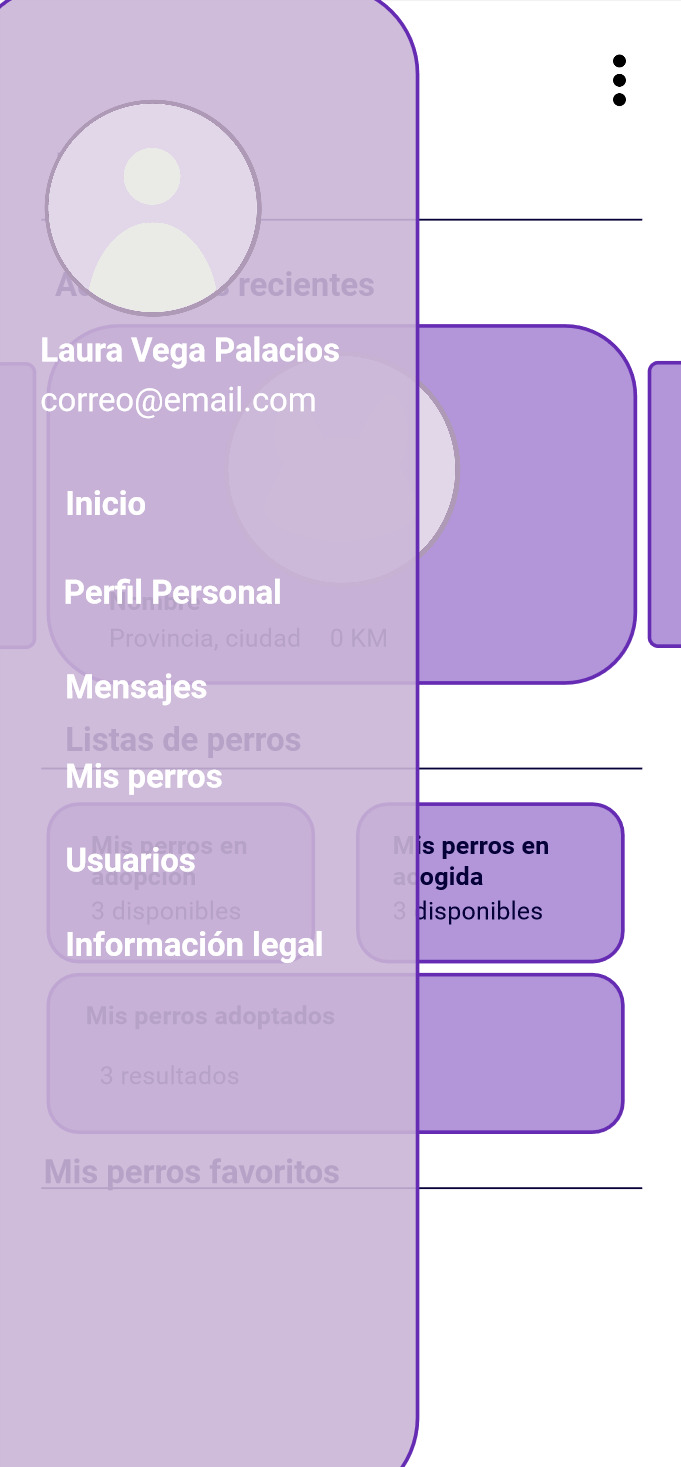 recientes
Laura Vega Palacios
correo@email.com
Inicio
Perfil Personal
Nombre
Provincia, ciudad 0 KM
Mensajes
Listas de perros
Mis perros
Mis perros en
adopción
3 disponibles
Mis perros en
acogida
3 disponibles
Usuarios
Información legal
Mis perros adoptados
3 resultados
Mis perros favoritos